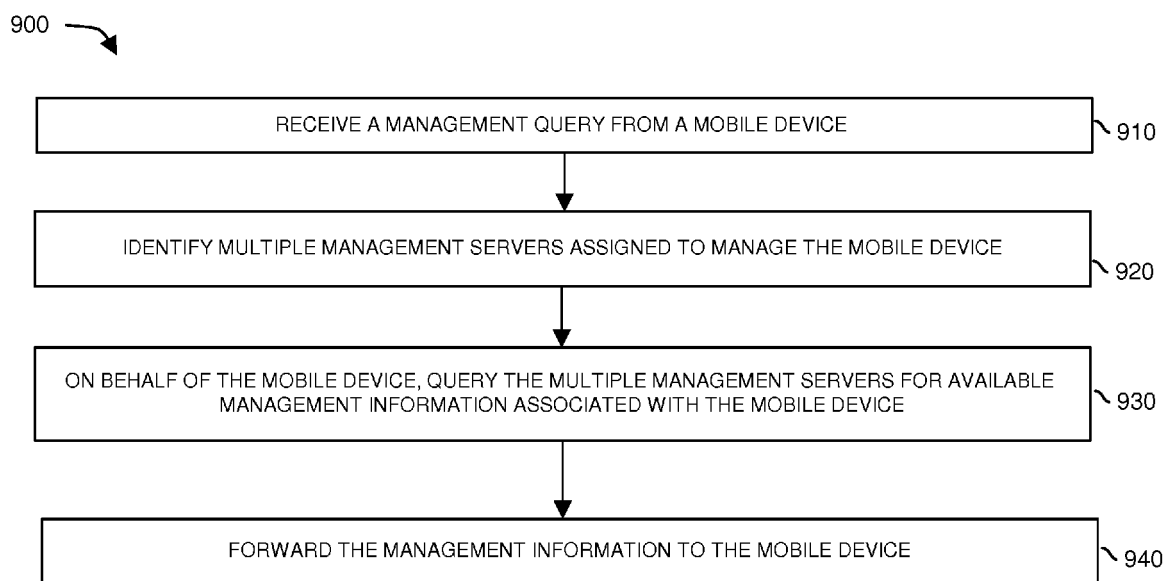 900
RECEIVE A MANAGEMENT QUERY FROM A MOBILE DEVICE
910
IDENTIFY MULTIPLE MANAGEMENT SERVERS ASSIGNED TO MANAGE THE MOBILE DEVICE
920
ON BEHALF OF THE MOBILE DEVICE, QUERY THE MULTIPLE MANAGEMENT SERVERS FOR AVAILABLE
MANAGEMENT INFORMATION ASSOCIATED WITH THE MOBILE DEVICE
930
FORWARD THE MANAGEMENT INFORMATION TO THE MOBILE DEVICE
940